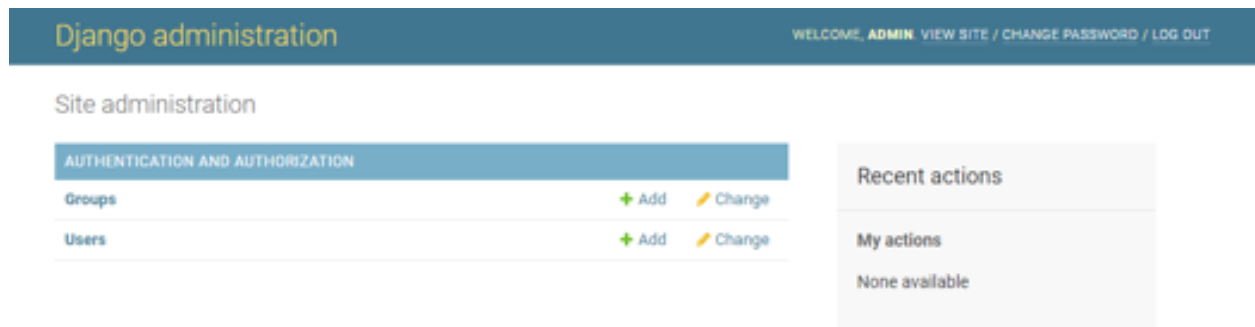 Django administration
WELCOME, ADMIN. VIEW SITE / CHANGE PASSWORD / LOG OUT
Site administration
AUTHENTICATION AND AUTHORIZATION
Groups + Add Change
Users + Add Change
Recent actions
My actions
None available